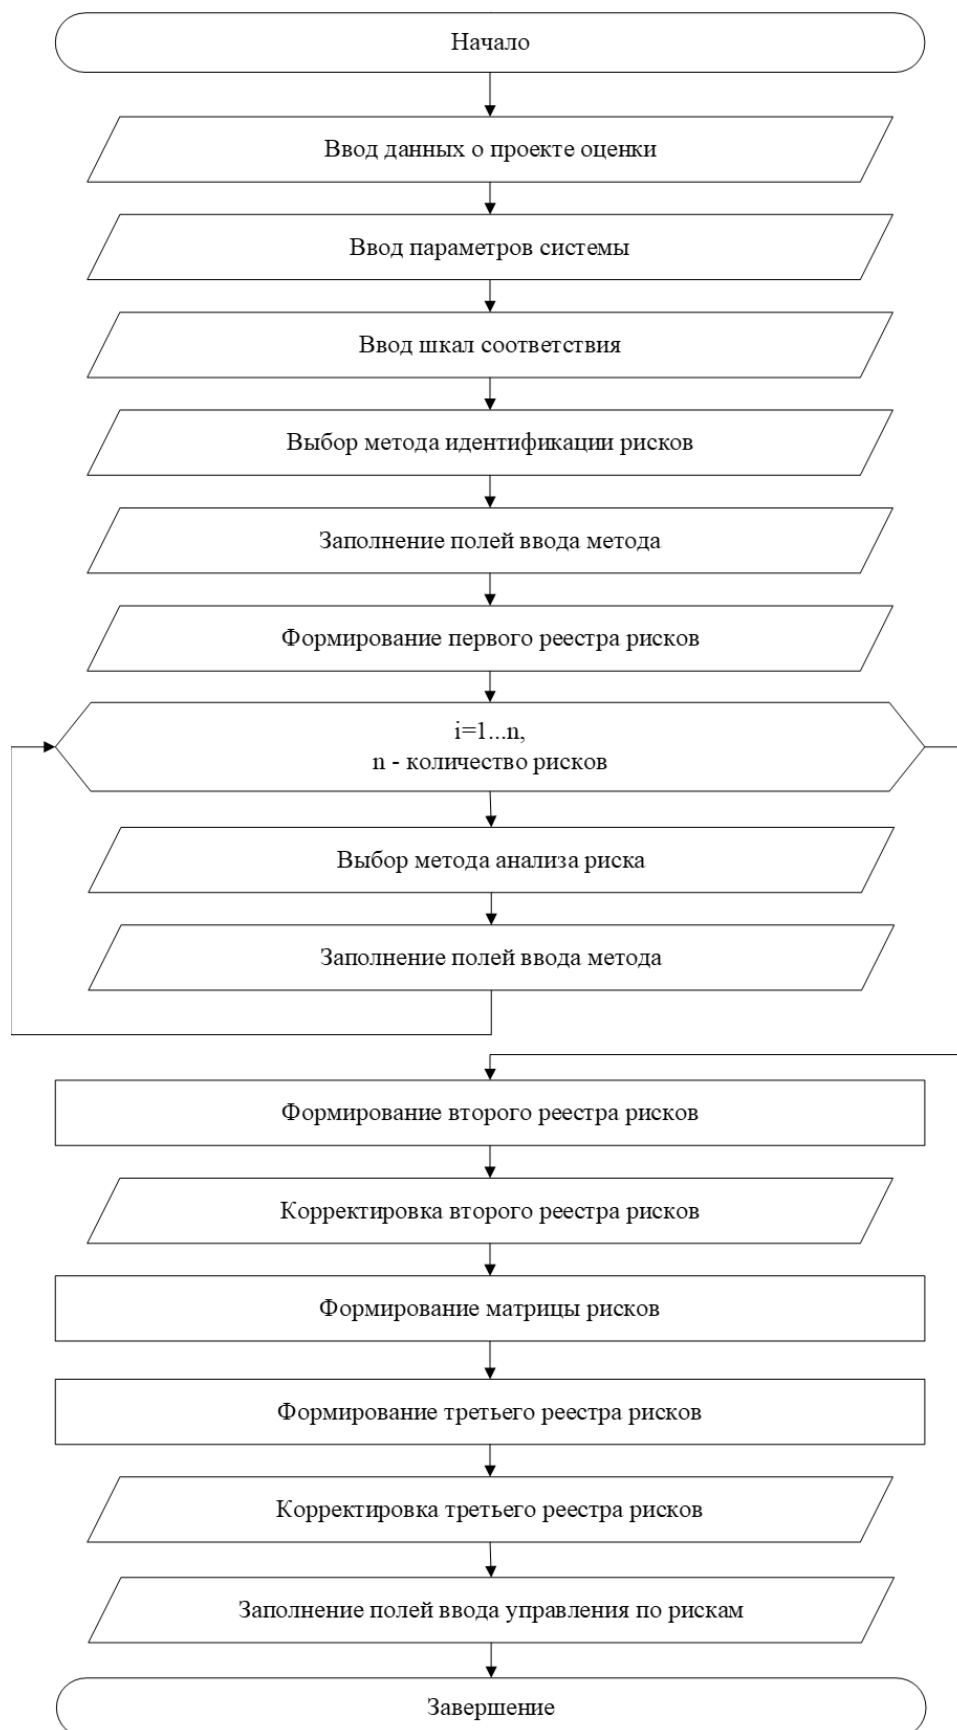 Начало
Ввод данных о проекте оценки
Ввод параметров системы
Ввод шкал соответствия
Выбор метода идентификации рисков
Заполнение полей ввода метода
Формирование первого реестра рисков
i=1...n,
n - количество рисков
Выбор метода анализа риска
Заполнение полей ввода метода
Формирование второго реестра рисков
Корректировка второго реестра рисков
Формирование матрицы рисков
Формирование третьего реестра рисков
Корректировка третьего реестра рисков
Заполнение полей ввода управления по рискам
Завершение